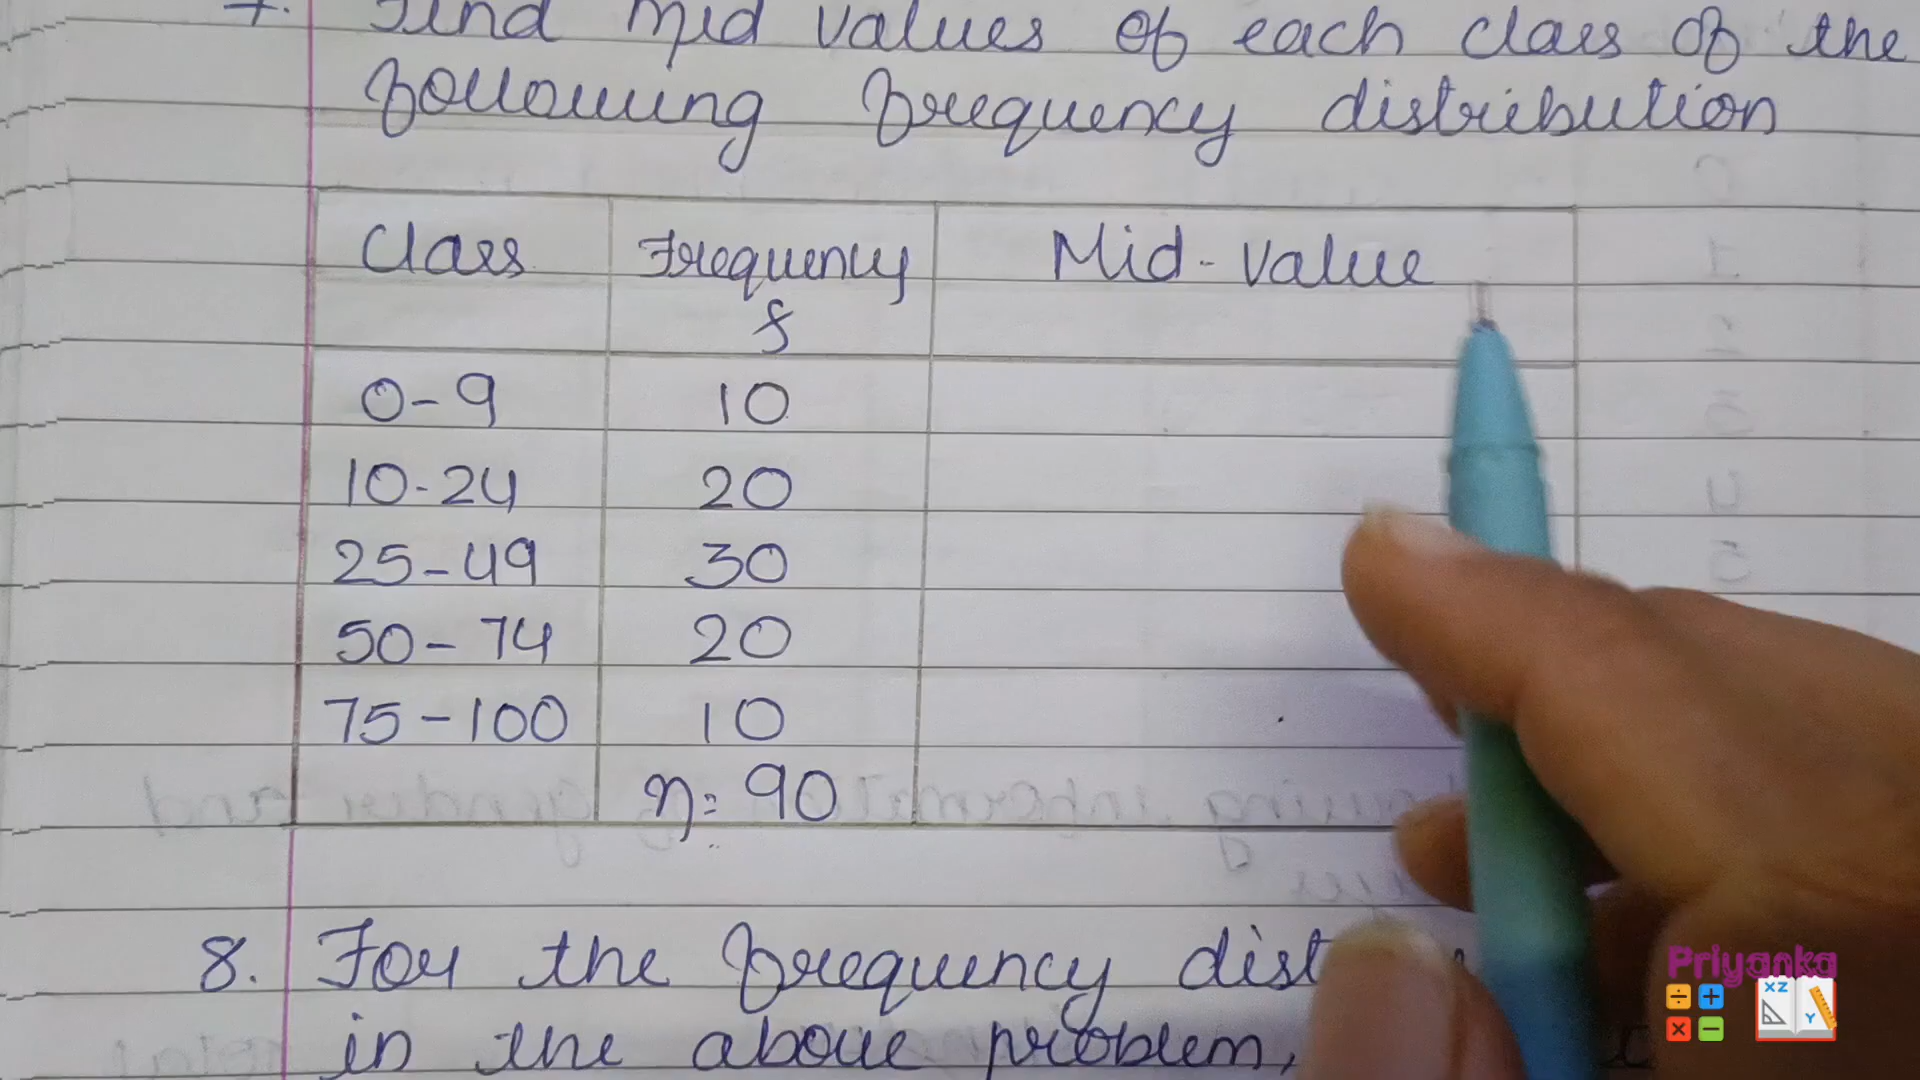 7. Find Mid values of each class of the
following frequency distribution
Class Frequency Mid-value
f
0-9 10
10-24 20
25-49 30
50-74 20
75-100 10
n=90
8. For the frequency
in the above problem,
Priyanka
XZ
Y